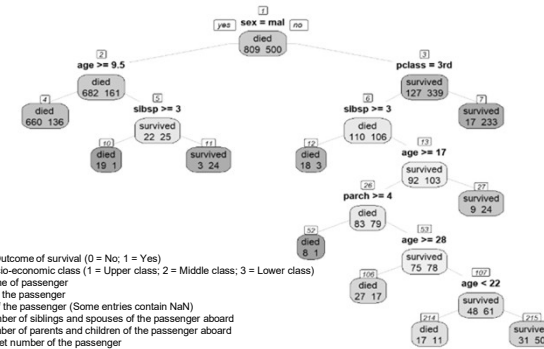 1
yes sex = mal no
died
809 500
2
age >= 9.5
died
682 161
3
pclass = 3rd
survived
127 339
4
died
660 136
5
sibsp >= 3
survived
22 25
6
sibsp >= 3
died
110 106
7
survived
17 233
10
died
19 1
11
survived
3 24
12
died
18 3
13
age >= 17
survived
92 103
26
parch >= 4
died
83 79
27
survived
9 24
52
died
8 1
53
age >= 28
survived
75 78
106
died
27 17
107
age < 22
survived
48 61
214
died
17 11
215
31 50
utcome of survival (0 = No; 1 = Yes)
io-economic class (1 = Upper class; 2 = Middle class; 3 = Lower class)
e of passenger
the passenger
the passenger (Some entries contain NaN)
ber of siblings and spouses of the passenger aboard
ber of parents and children of the passenger aboard
et number of the passenger